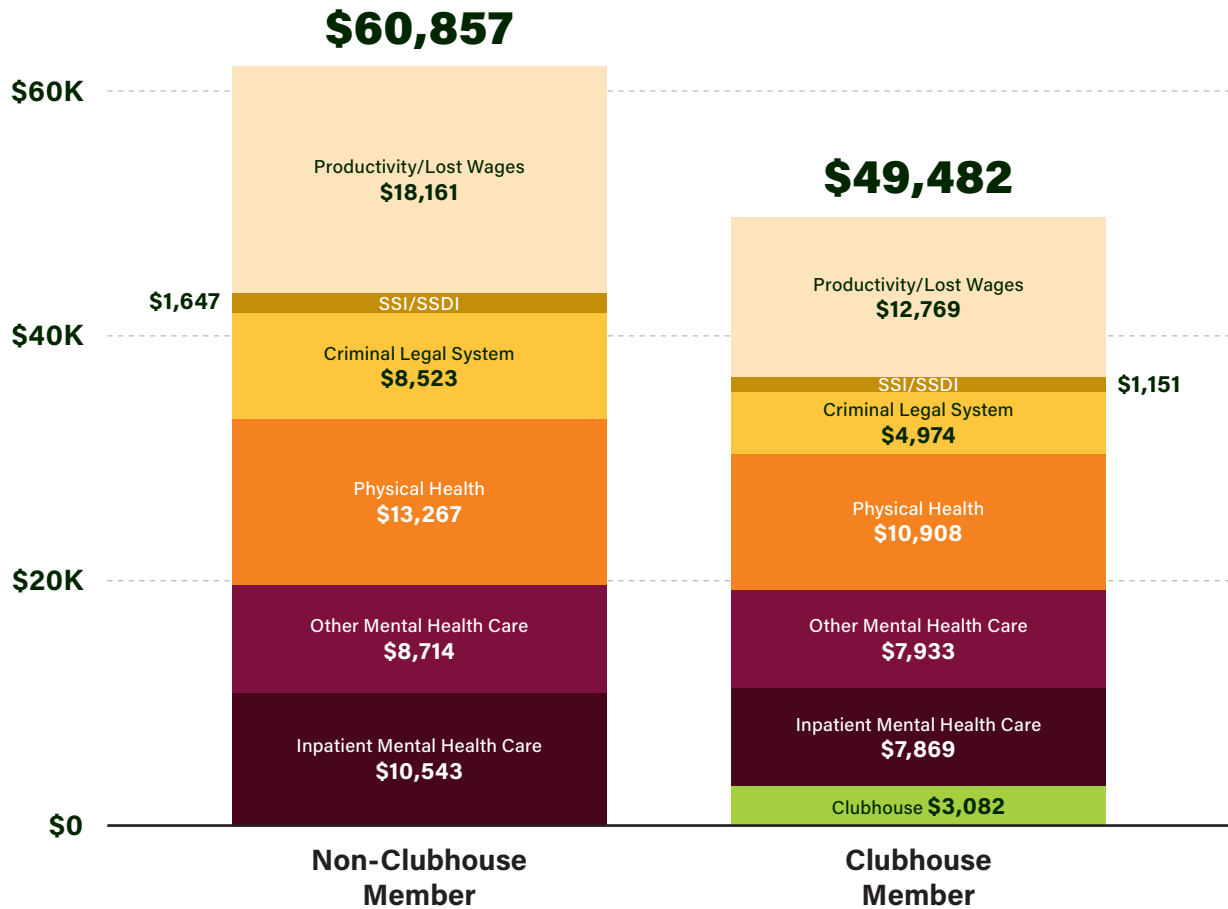 $60,857
$60K
Productivity/Lost Wages
$18,161
$49,482
Productivity/Lost Wages
$12,769
$1,647
SSI/SSDI
$40K
Criminal Legal System
$8,523
SSI/SSDI
$1,151
Criminal Legal System
$4,974
Physical Health
$13,267
Physical Health
$10,908
$20K
Other Mental Health Care
$8,714
Other Mental Health Care
$7,933
Inpatient Mental Health Care
$10,543
Inpatient Mental Health Care
$7,869
Clubhouse $3,082
$0
Non-Clubhouse
Member
Clubhouse
Member